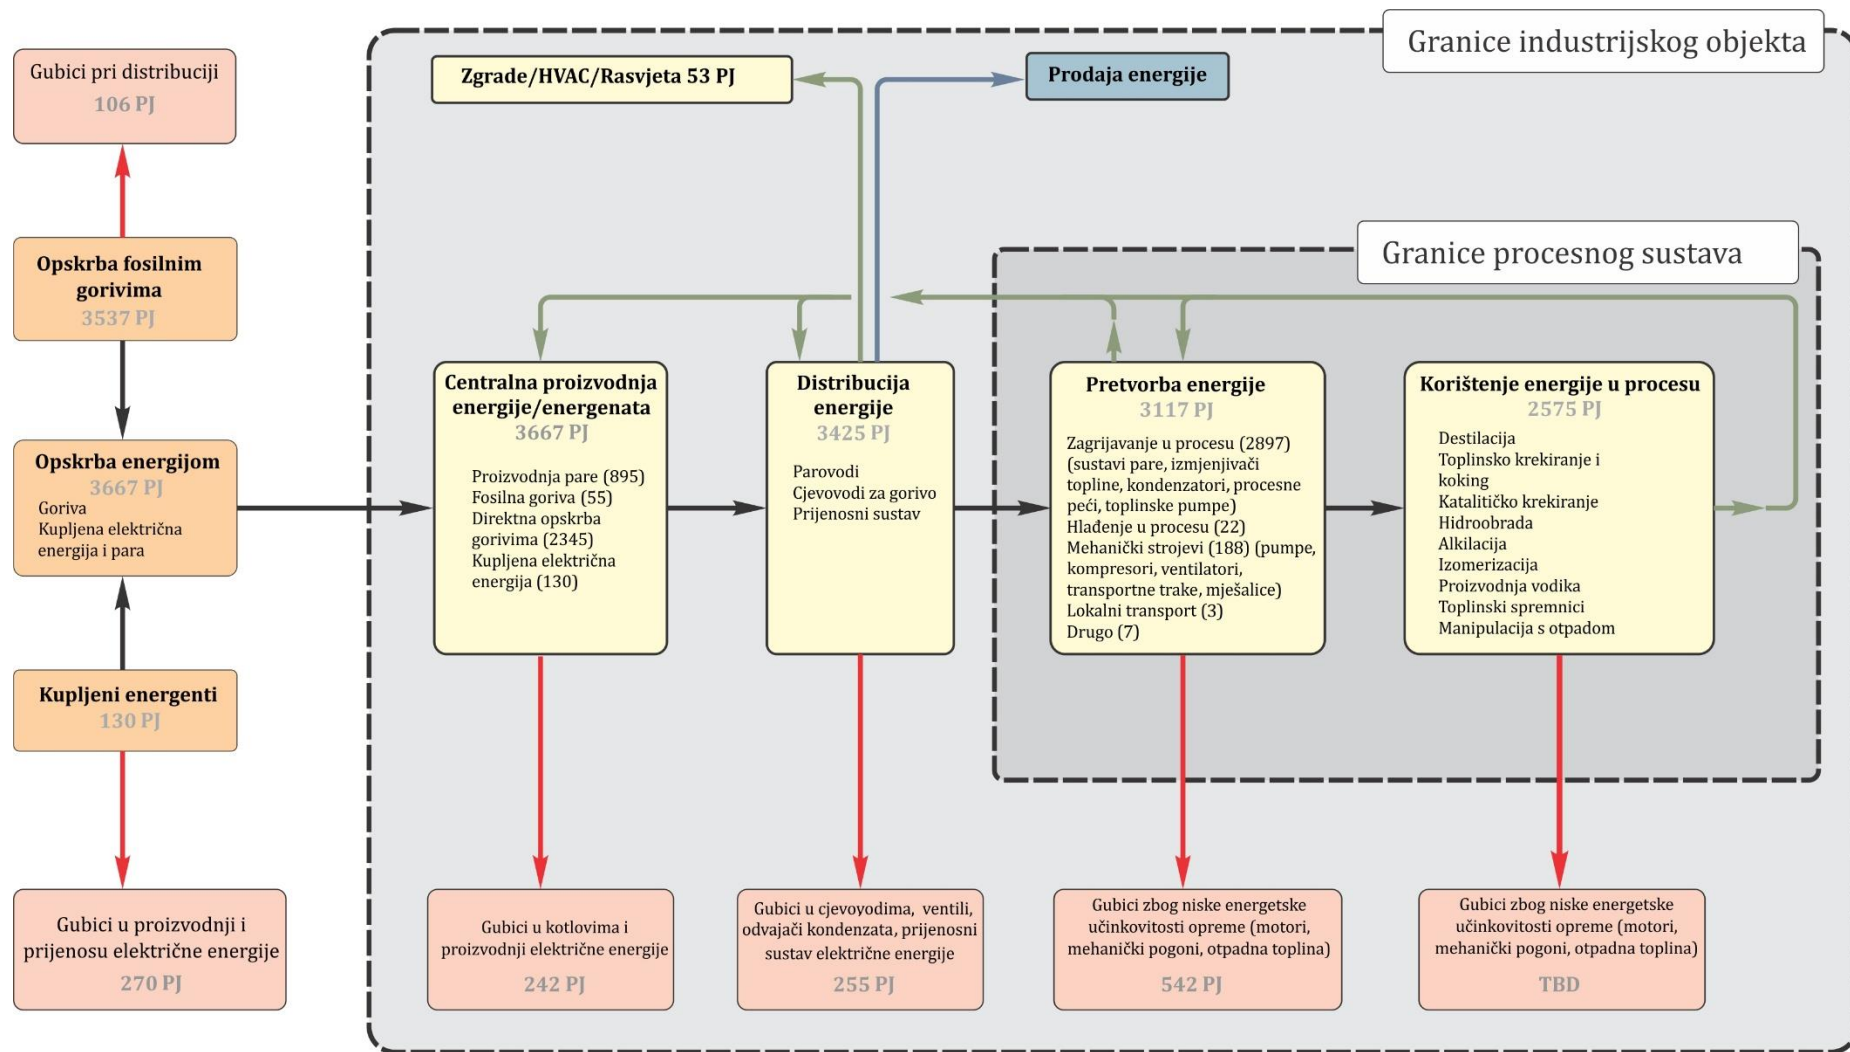 Granice industrijskog objekta
Gubici pri distribuciji
106 PJ
Zgrade/HVAC/Rasvjeta 53 PJ
Prodaja energije
Granice procesnog sustava
Opskrba fosilnim
gorivima
3537 PJ
Opskrba energijom
3667 PJ
Goriva
Kupljena električna
energija i para
Kupljeni energenti
130 PJ
Gubici u proizvodnji i
prijenosu električne energije
270 PJ
Centralna proizvodnja
energije/energenata
3667 PJ
Proizvodnja pare (895)
Fosilna goriva (55)
Direktna opskrba
gorivima (2345)
Kupljena električna
energija (130)
Distribucija
energije
3425 PJ
Parovodi
Cjevovodi za gorivo
Prijenosni sustav
Pretvorba energije
3117 PJ
Zagrijavanje u procesu (2897)
(sustavi pare, izmjenjivači
topline, kondenzatori, procesne
peći, toplinske pumpe)
Hlađenje u procesu (22)
Mehanički strojevi (188) (pumpe,
kompresori, ventilatori,
transportne trake, mješalice)
Lokalni transport (3)
Drugo (7)
Korištenje energije u procesu
2575 PJ
Destilacija
Toplinsko krekiranje i
koking
Katalitičko krekiranje
Hidroobrada
Alkilacija
Izomerizacija
Proizvodnja vodika
Toplinski spremnici
Manipulacija s otpadom
Gubici u kotlovima i
proizvodnji električne energije
242 PJ
Gubici u cjevoyodima, ventili,
odvajači kondenzata, prijenosni
sustav električne energije
255 PJ
Gubici zbog niske energetske
učinkovitosti opreme (motori,
mehanički pogoni, otpadna toplina)
542 PJ
Gubici zbog niske energetske
učinkovitosti opreme (motori,
mehanički pogoni, otpadna toplina)
TBD